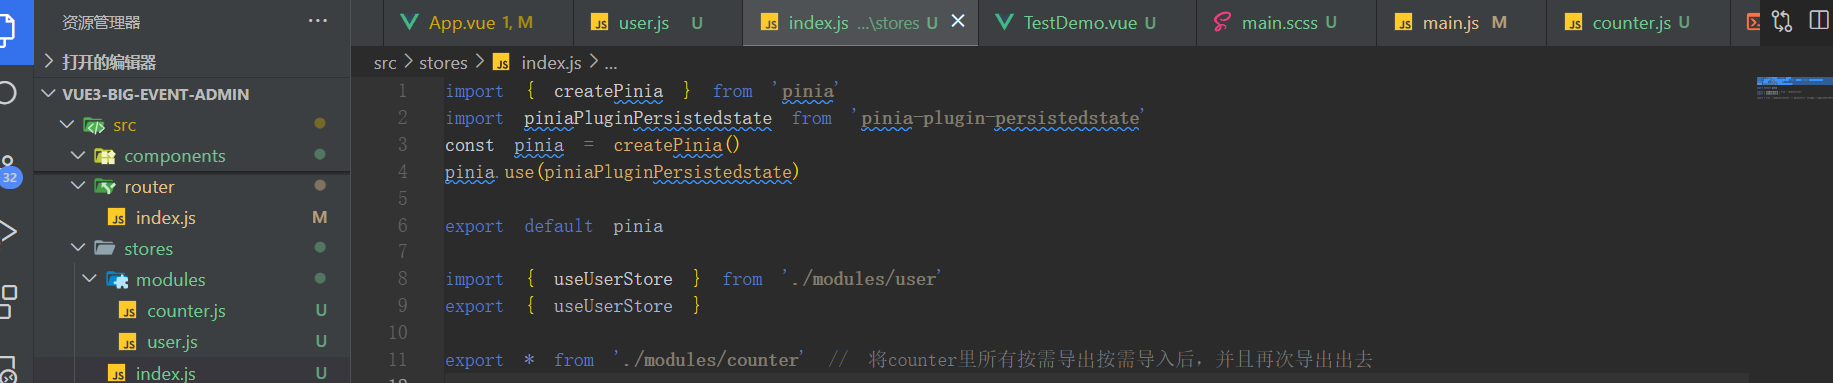 资源管理器 ···
App.vue 1, M
user.js U
index.js ...\stores U
TestDemo.vue U
main.scss U
main.js M
counter.js U
打开的编辑器
src > stores > JS index.js > ...
VUE3-BIG-EVENT-ADMIN
src
components
router
JS index.js M
stores
modules
JS counter.js U
JS user.js U
JS index.js U
32
1 import { createPinia } from 'pinia'
2 import piniaPluginPersistedstate from 'pinia-plugin-persistedstate'
3 const pinia = createPinia()
4 pinia.use(piniaPluginPersistedstate)
5
6 export default pinia
7
8 import { useUserStore } from './modules/user'
9 export { useUserStore }
10
11 export * from './modules/counter' // 将counter里所有按需导出按需导入后，并且再次导出出去